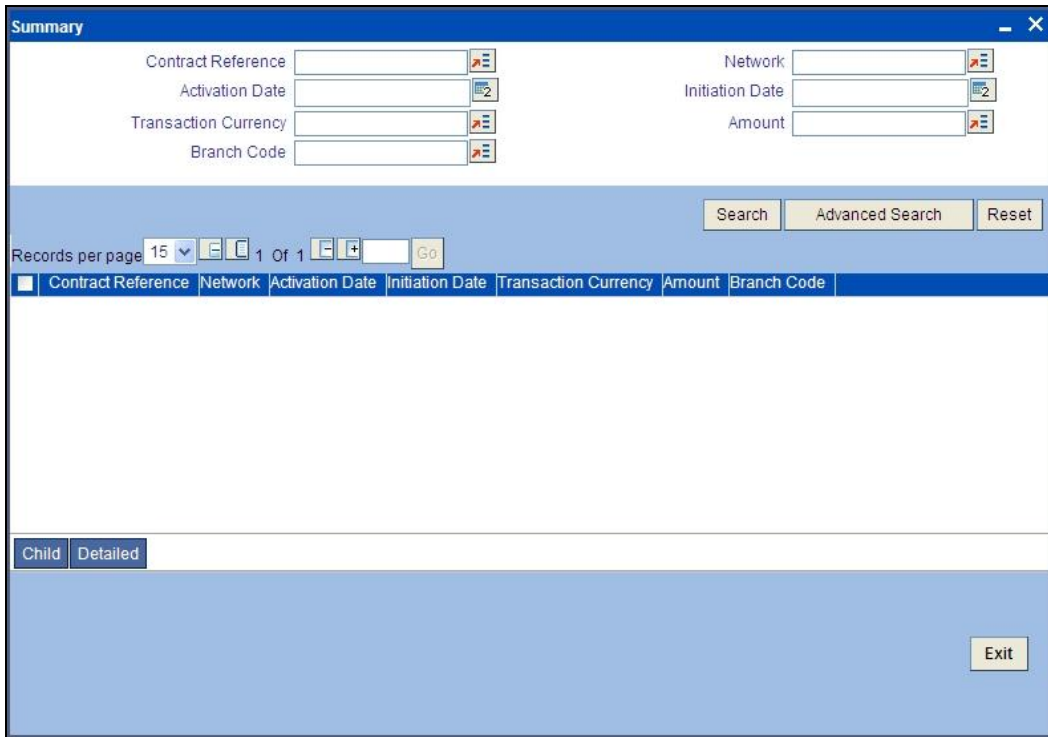 Summary
Contract Reference Network
Activation Date 2 Initiation Date 2
Transaction Currency Amount
Branch Code
Search Advanced Search Reset
Records per page 15 1 Of 1 Go
Contract Reference Network Activation Date Initiation Date Transaction Currency Amount Branch Code
Child Detailed
Exit